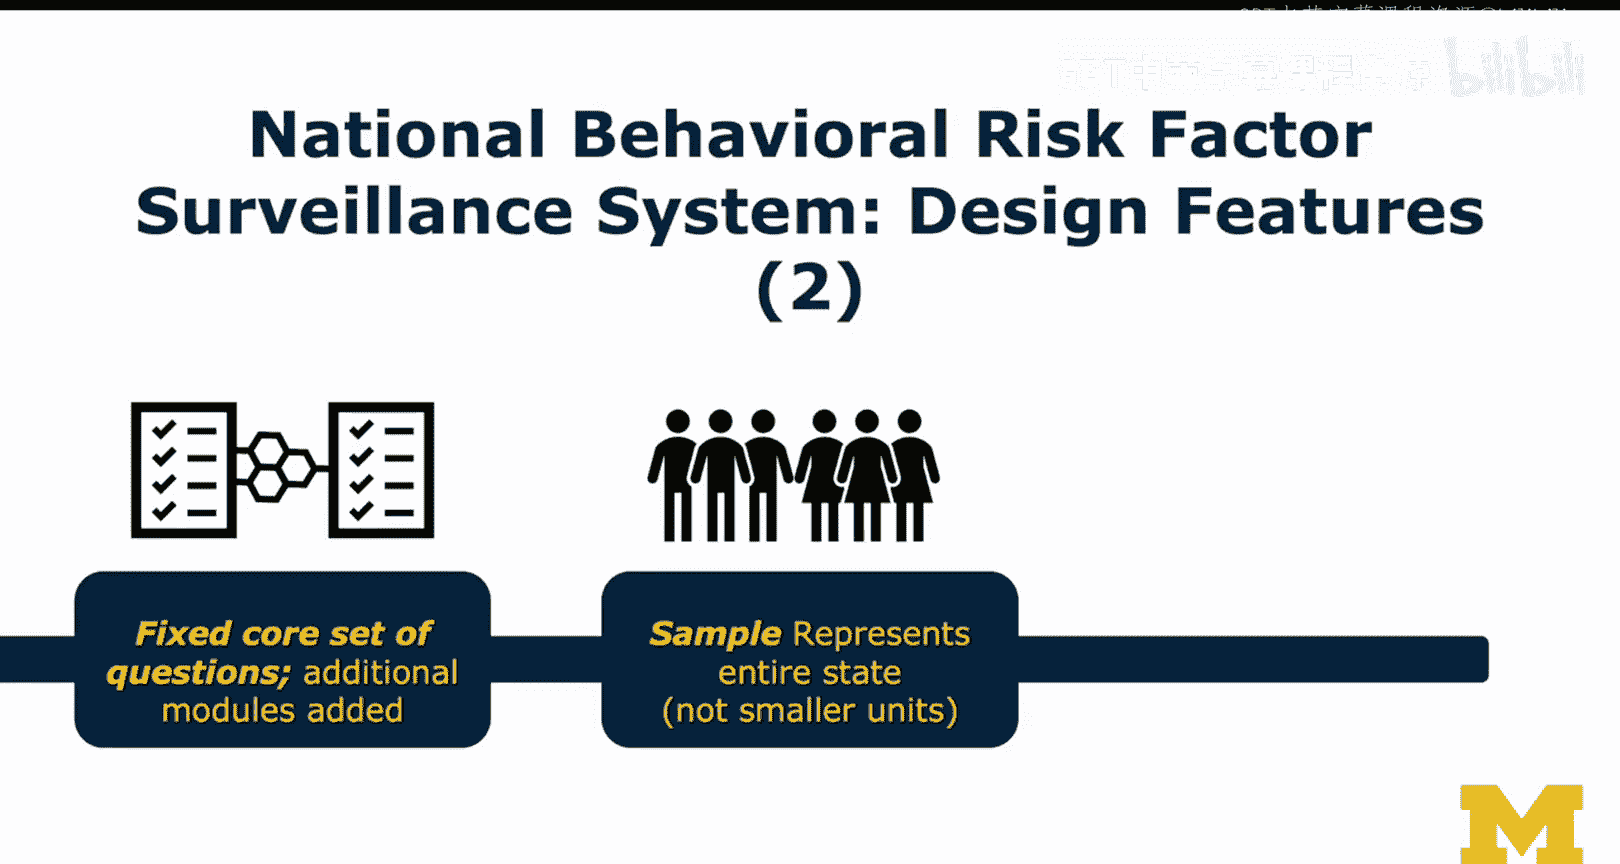 bilibili
National Behavioral Risk Factor
Surveillance System: Design Features
(2)
Fixed core set of
questions; additional
modules added
Sample Represents
entire state
(not smaller units)
M